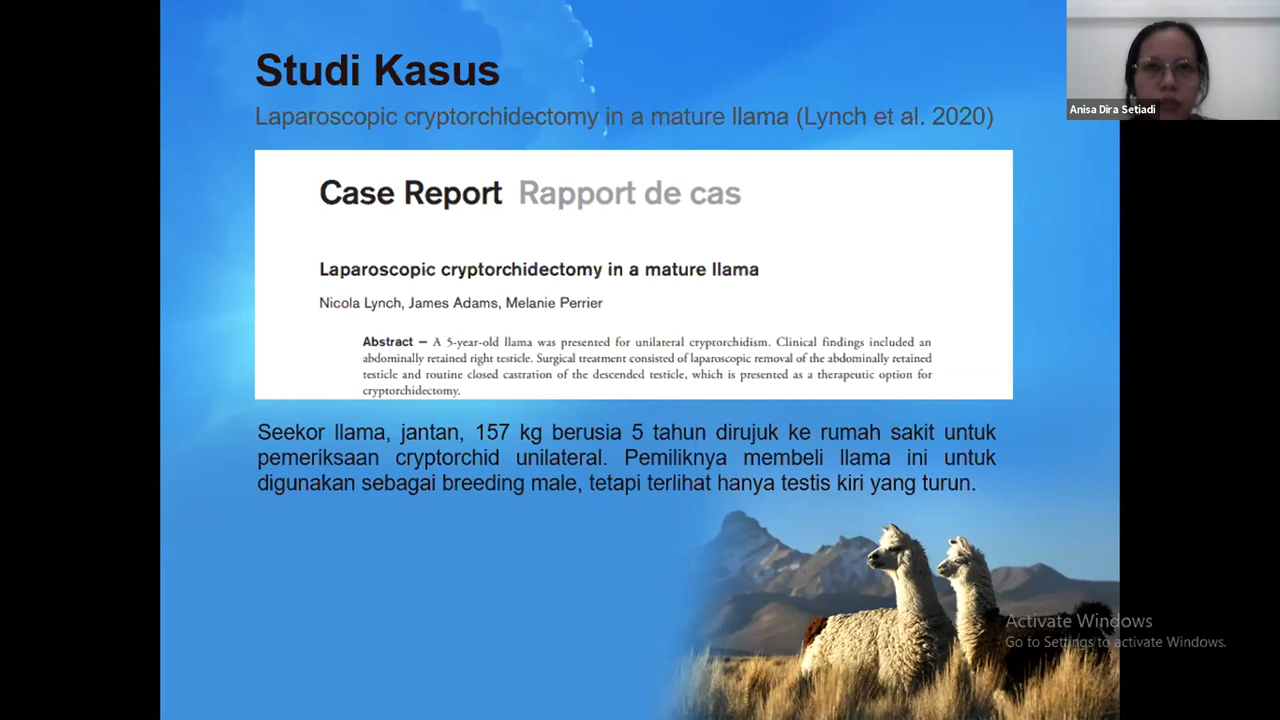 Studi Kasus
Laparoscopic cryptorchidectomy in a mature llama (Lynch et al. 2020)
Case Report Rapport de cas
Laparoscopic cryptorchidectomy in a mature llama
Nicola Lynch, James Adams, Melanie Perrier
Abstract — A 5-year-old llama was presented for unilateral cryptorchidism. Clinical findings included an
abdominally retained right testicle. Surgical treatment consisted of laparoscopic removal of the abdominally retained
testicle and routine closed castration of the descended testicle, which is presented as a therapeutic option for
cryptorchidectomy.
Seekor llama, jantan, 157 kg berusia 5 tahun dirujuk ke rumah sakit untuk
pemeriksaan cryptorchid unilateral. Pemiliknya membeli llama ini untuk
digunakan sebagai breeding male, tetapi terlihat hanya testis kiri yang turun.
Anisa Dira Setiadi
Activate Windows
Go to Settings to activate Windows.